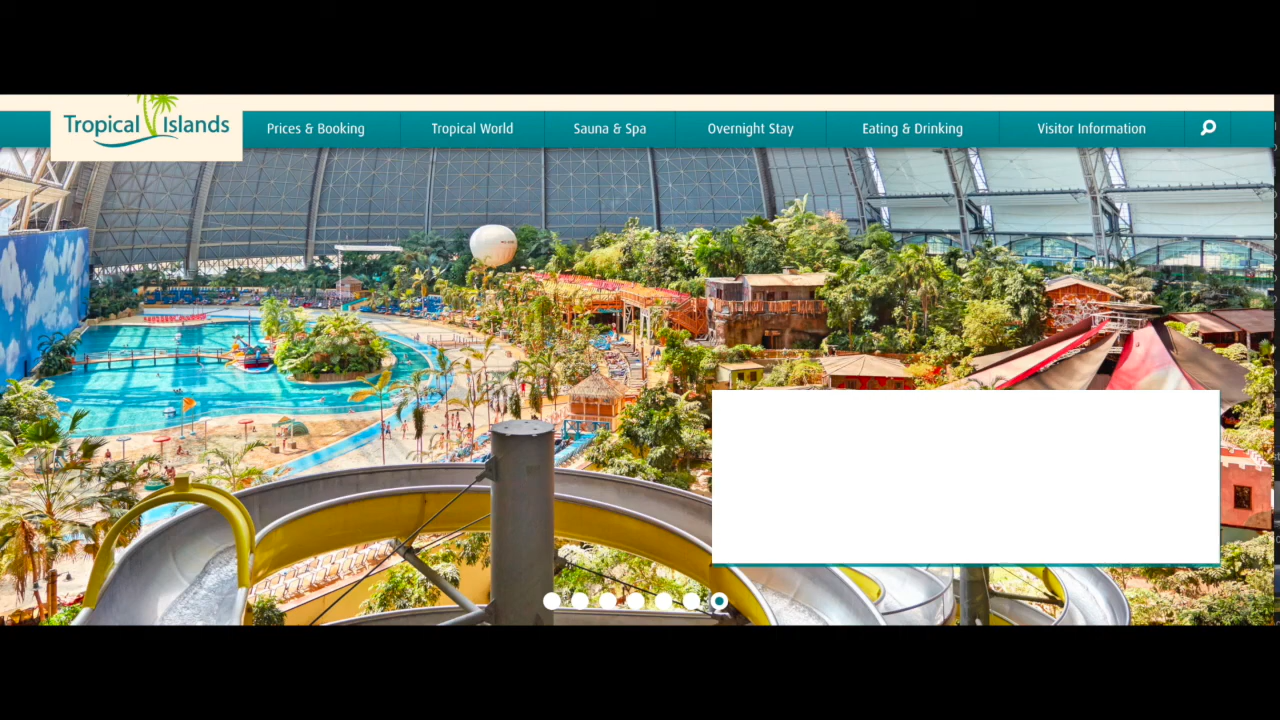 Tropical Islands
Prices & Booking
Tropical World
Sauna & Spa
Overnight Stay
Eating & Drinking
Visitor Information